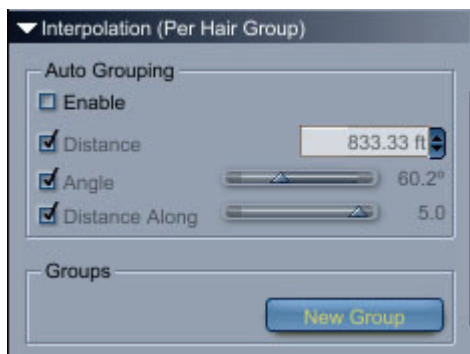 Interpolation (Per Hair Group)
Auto Grouping
Enable
Distance 833.33 ft
Angle 60.2°
Distance Along 5.0
Groups
New Group